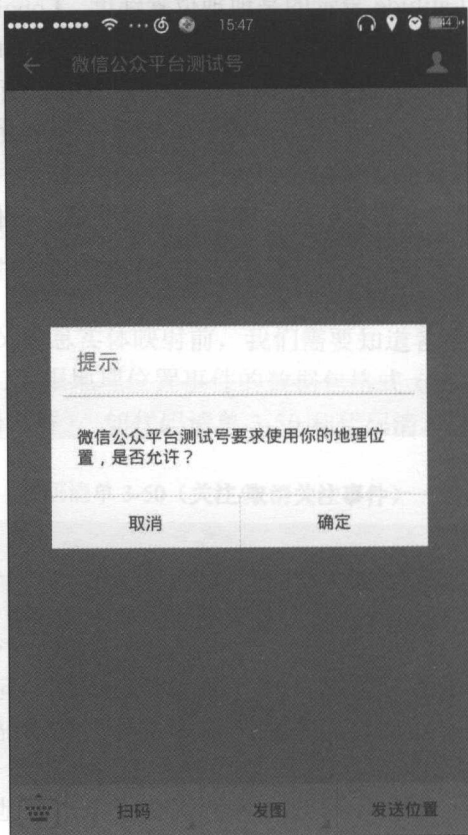 15:47
44
微信公众平台测试号
提示
微信公众平台测试号要求使用你的地理位
置，是否允许？
取消
确定
扫码
发图
发送位置